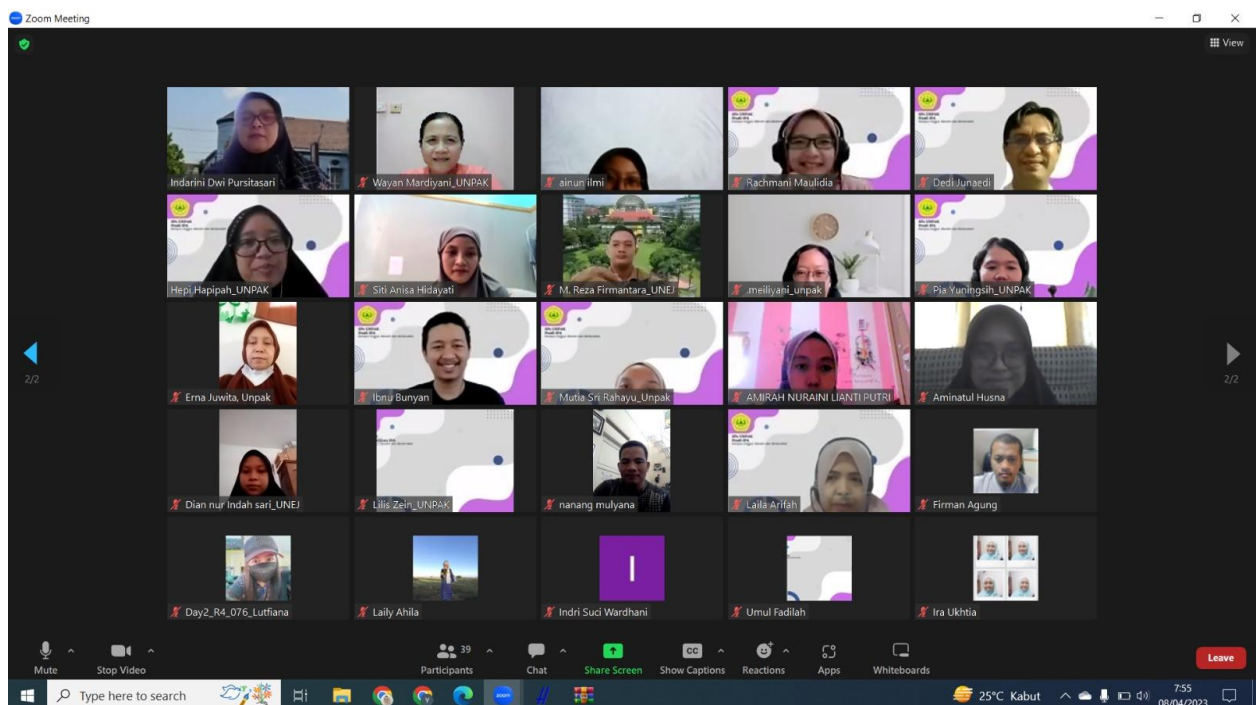 Zoom Meeting
View
Indarini Dwi Pursitasari
Wayan Mardiyani_UNPAK
ainun ilmi
Rachmani Maulidia
Dedi Junaedi
Hepi Hapipah_UNPAK
Siti Anisa Hidayati
M. Reza Firmantara_UNEJ
.meiliyani_unpak
Pia Yuningsih_UNPAK
Erna Juwita, Unpak
Ibnu Bunyan
Mutia Sri Rahayu_Unpak
AMIRAH NURAINI LIANTI PUTRI
Aminatul Husna
2/2
2/2
Dian nur Indah sari_UNEJ
Lilis Zein_UNPAK
nanang mulyana
Laila Arifah
Firman Agung
I
Day2_R4_076_Lutfiana
Laily Ahila
Indri Suci Wardhani
Umul Fadilah
Ira Ukhtia
39
CC
Mute
Stop Video
Participants
Chat
Share Screen
Show Captions
Reactions
Apps
Whiteboards
Leave
Type here to search
zoom
25°C Kabut
7:55
08/04/2023